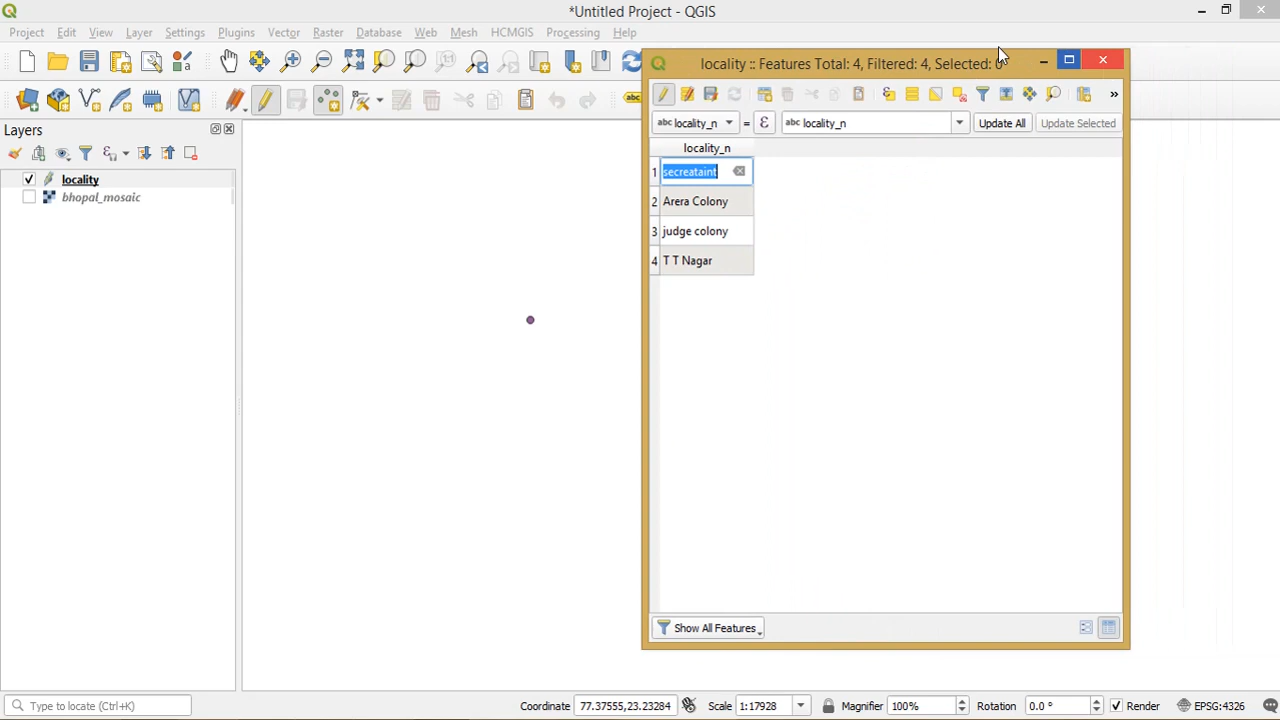 *Untitled Project - QGIS
Project Edit View Layer Settings Plugins Vector Raster Database Web Mesh HCMGIS Processing Help
locality :: Features Total: 4, Filtered: 4, Selected: 0
Layers
abc locality_n = ε abc locality_n Update All Update Selected
locality_n
locality
bhopal_mosaic
1 secreataint
2 Arera Colony
3 judge colony
4 T T Nagar
Show All Features
Type to locate (Ctrl+K) Coordinate 77.37555,23.23284 Scale 1:17928 Magnifier 100% Rotation 0.0 ° Render EPSG:4326